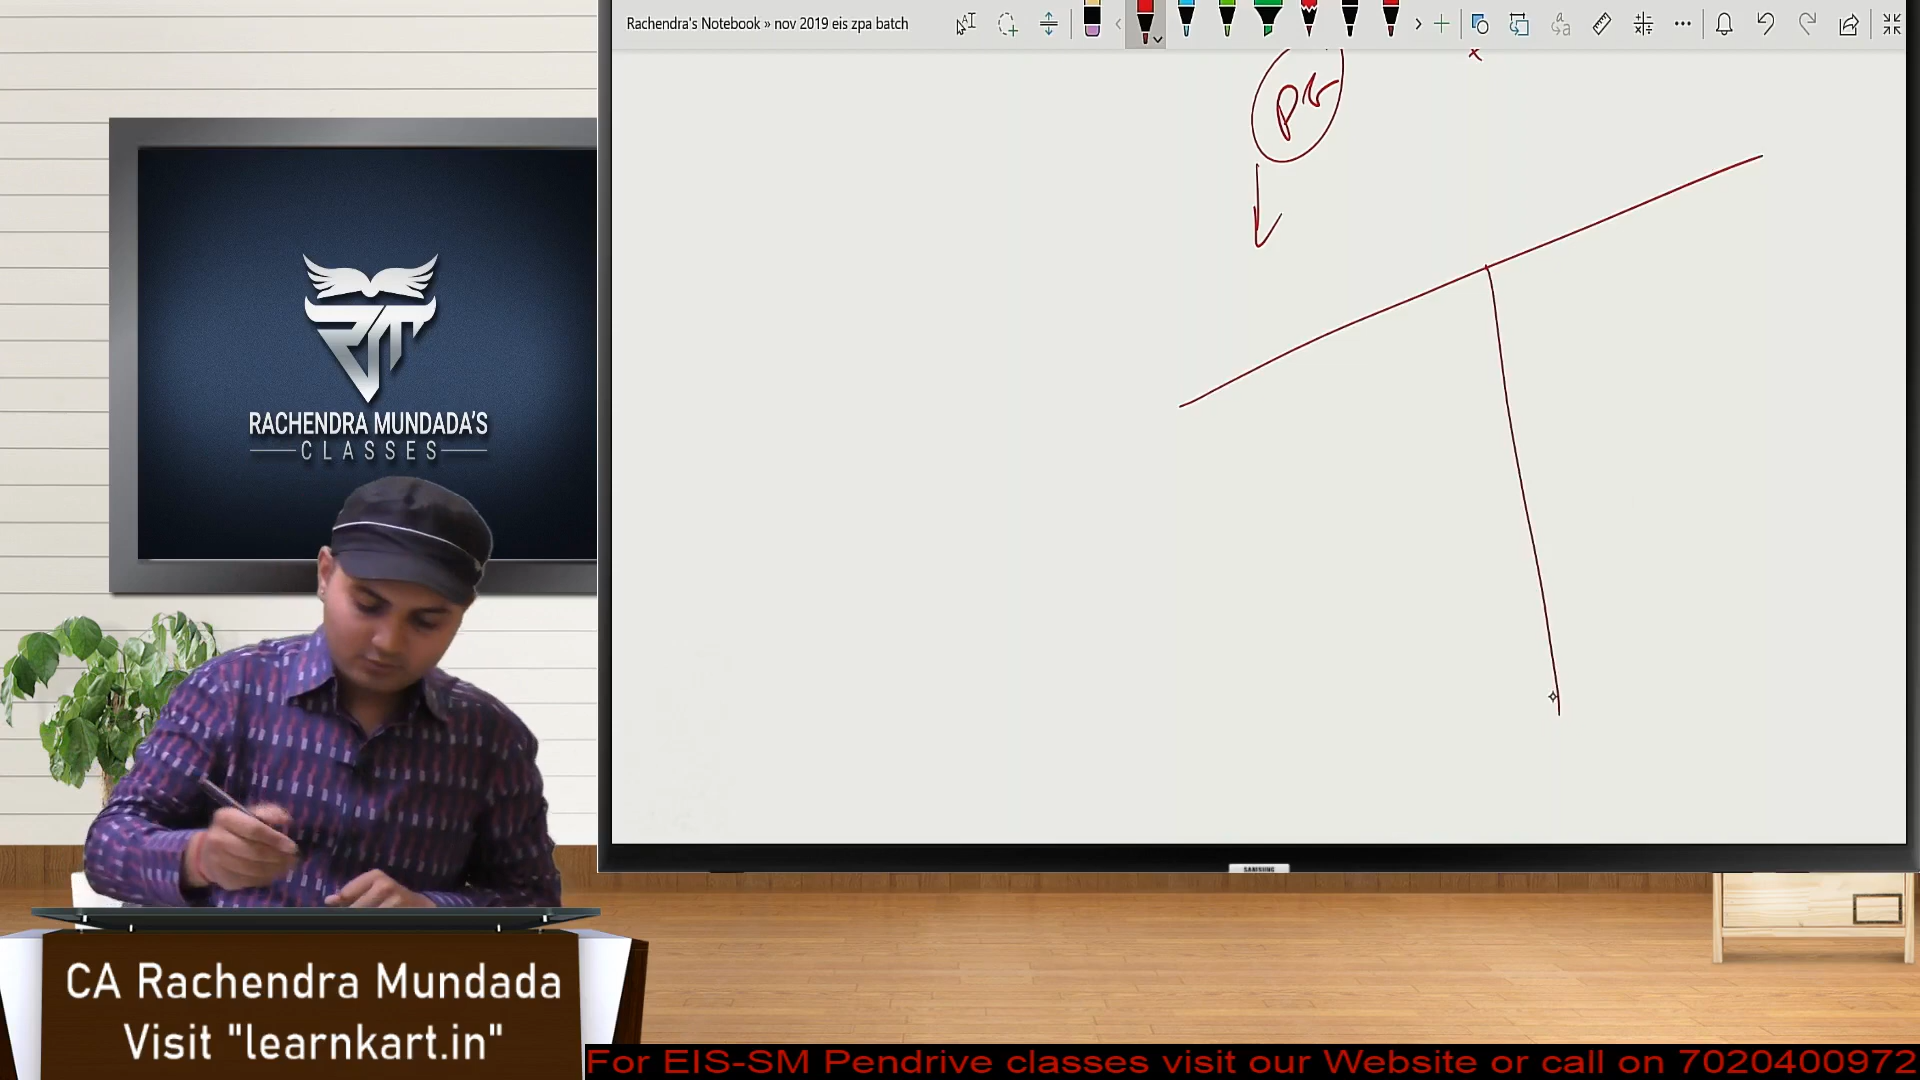 Rachendra's Notebook » nov 2019 eis zpa batch
RACHENDRA MUNDADA'S
CLASSES
SAMSUNG
CA Rachendra Mundada
Visit "learnkart.in"
For EIS-SM Pendrive classes visit our Website or call on 7020400972